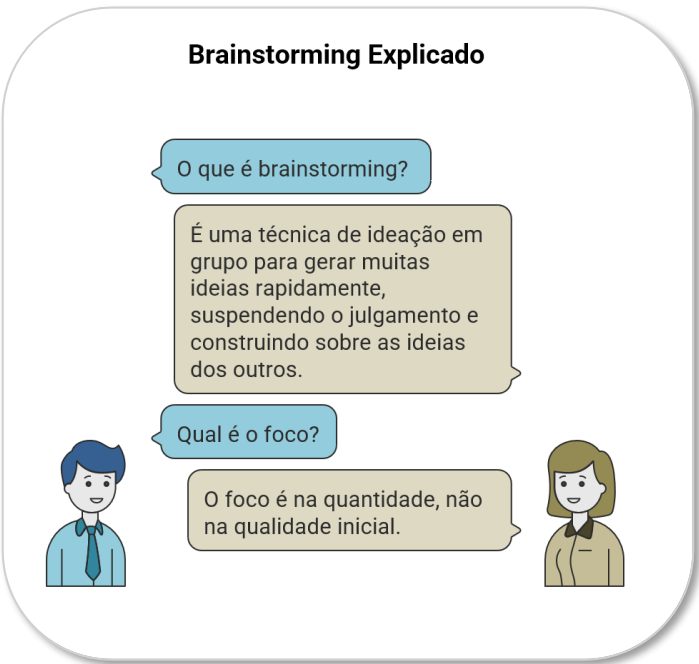 Brainstorming Explicado
O que é brainstorming?
É uma técnica de ideação em
grupo para gerar muitas
ideias rapidamente,
suspendendo o julgamento e
construindo sobre as ideias
dos outros.
Qual é o foco?
O foco é na quantidade, não
na qualidade inicial.